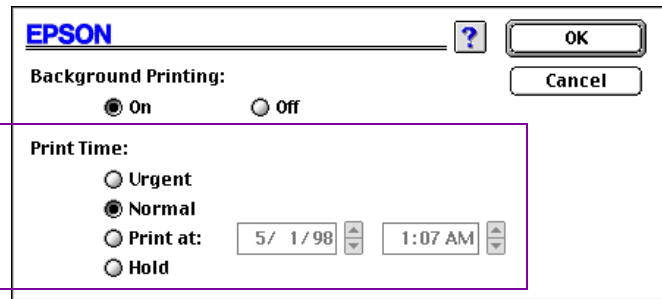 EPSON ? OK
Background Printing: Cancel
On Off
Print Time:
Urgent
Normal
Print at: 5/ 1/98 1:07 AM
Hold